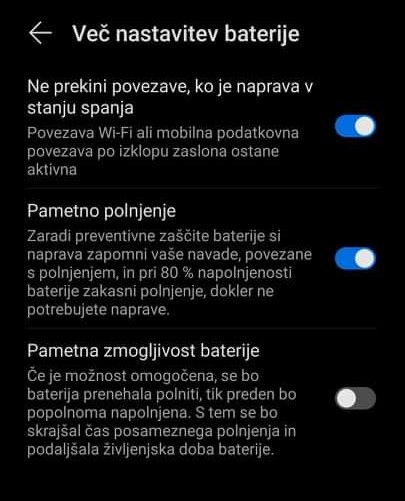 Več nastavitev baterije
Ne prekini povezave, ko je naprava v
stanju spanja
Povezava Wi-Fi ali mobilna podatkovna
povezava po izklopu zaslona ostane
aktivna
Pametno polnjenje
Zaradi preventivne zaščite baterije si
naprava zapomni vaše navade, povezane
s polnjenjem, in pri 80 % napolnjenosti
baterije zakasni polnjenje, dokler ne
potrebujete naprave.
Pametna zmogljivost baterije
Če je možnost omogočena, se bo
baterija prenehala polniti, tik preden bo
popolnoma napolnjena. S tem se bo
skrajšal čas posameznega polnjenja in
podaljšala življenjska doba baterije.